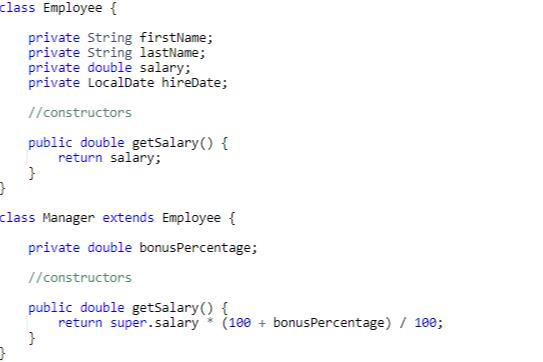 class Employee {
private String firstName;
private String lastName;
private double salary;
private LocalDate hireDate;
//constructors
public double getSalary() {
return salary;
}
}
class Manager extends Employee {
private double bonusPercentage;
//constructors
public double getSalary() {
return super.salary * (100 + bonusPercentage) / 100;
}
}